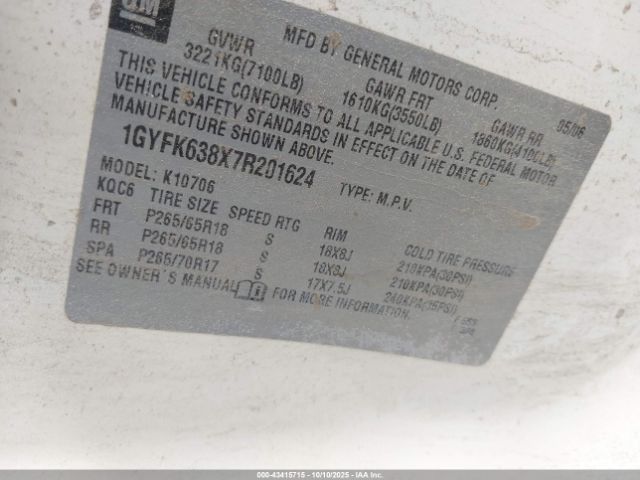 GM
MFD BY GENERAL MOTORS CORP. 05/06
GVWR GAWR FRT GAWR RR
3221KG(7100LB) 1610KG(3550LB) 1860KG(4100LB)
THIS VEHICLE CONFORMS TO ALL APPLICABLE U.S. FEDERAL MOTOR
VEHICLE SAFETY STANDARDS IN EFFECT ON THE DATE OF
MANUFACTURE SHOWN ABOVE.
1GYFK638X7R201624 TYPE: M.P.V.
MODEL: K10706
KQC6 TIRE SIZE SPEED RTG RIM COLD TIRE PRESSURE
FRT P265/65R18 S 18X8J 210KPA(30PSI)
RR P265/65R18 S 18X8J 210KPA(30PSI)
SPA P265/70R17 S 17X7.5J 240KPA(35PSI)
SEE OWNER'S MANUAL FOR MORE INFORMATION.
000-43415715 - 10/10/2025 - IAAI.COM